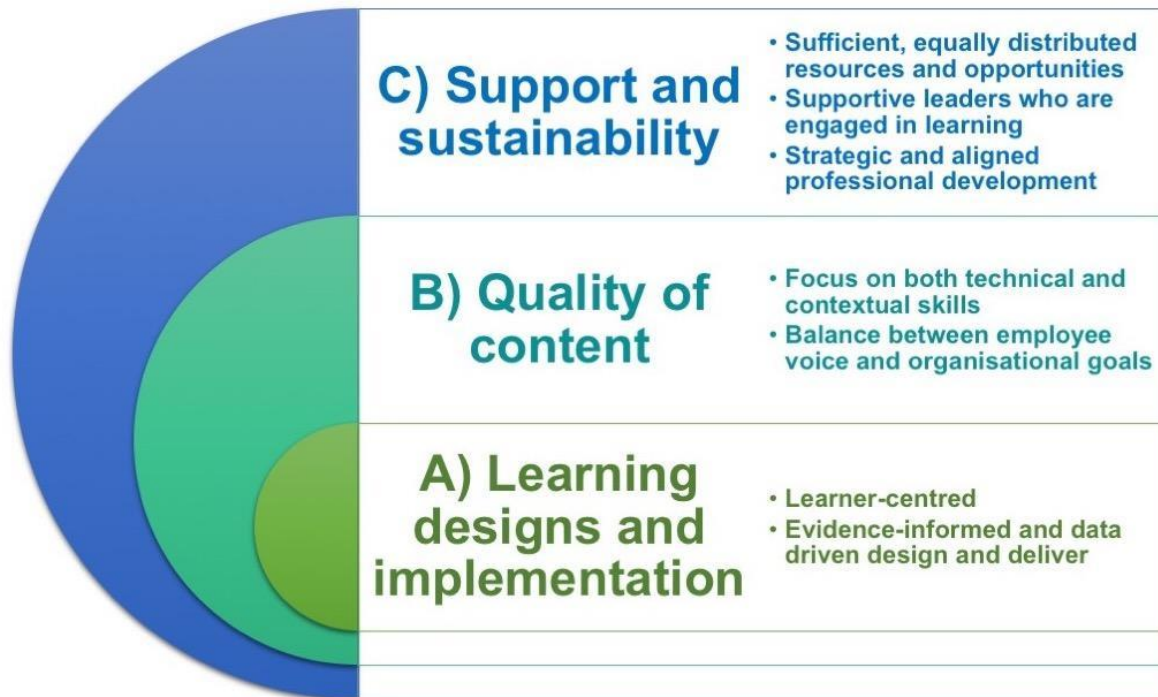 C) Support and
sustainability
• Sufficient, equally distributed
resources and opportunities
• Supportive leaders who are
engaged in learning
• Strategic and aligned
professional development
B) Quality of
content
• Focus on both technical and
contextual skills
• Balance between employee
voice and organisational goals
A) Learning
designs and
implementation
• Learner-centred
• Evidence-informed and data
driven design and deliver